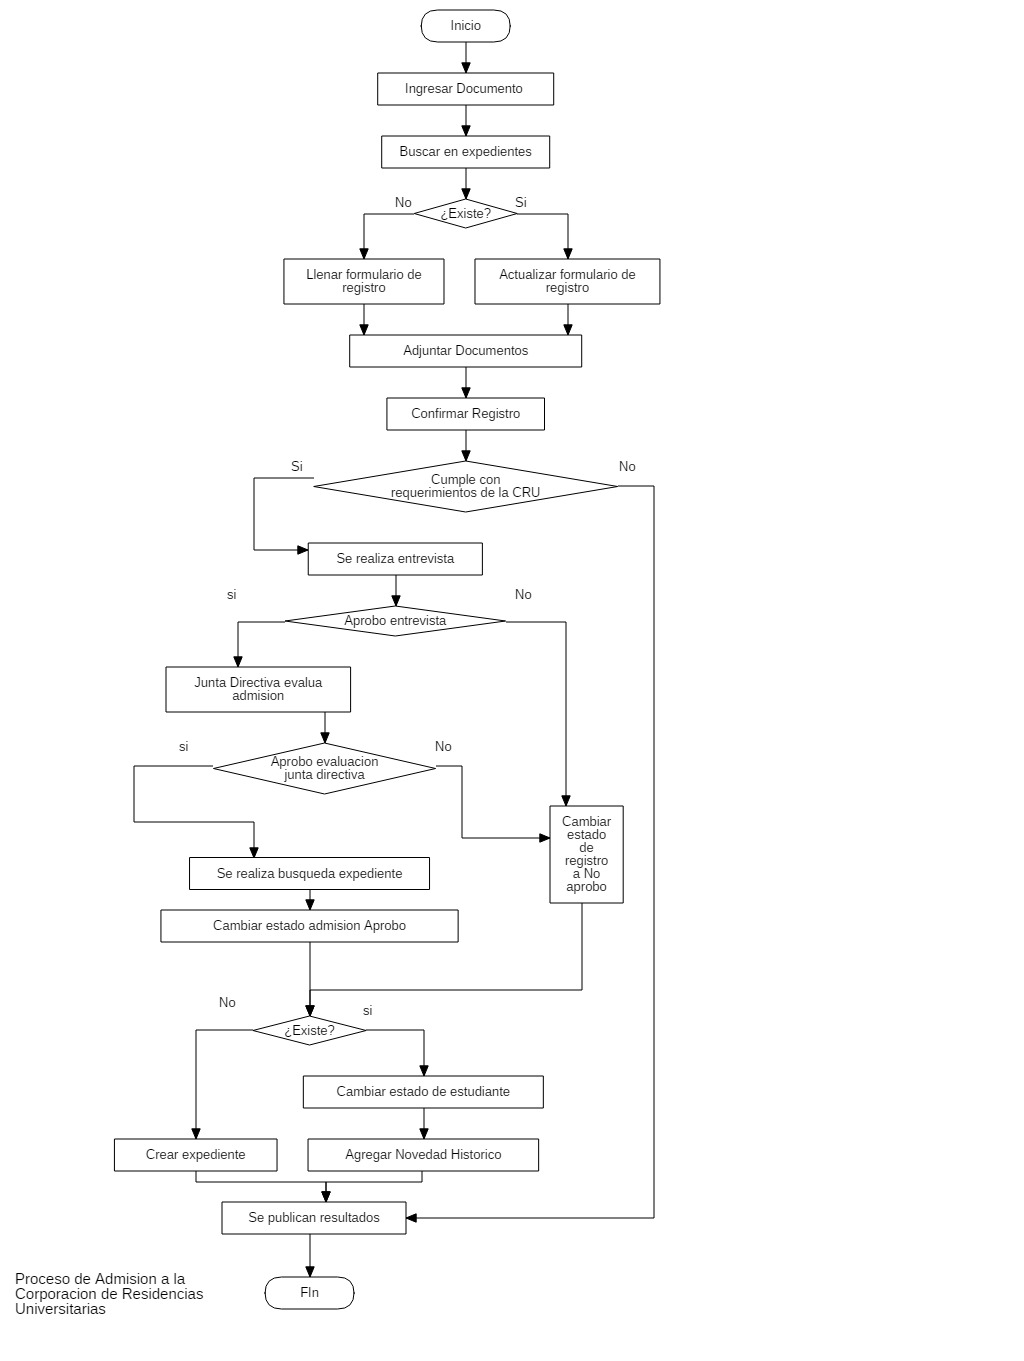 Inicio
Ingresar Documento
Buscar en expedientes
No
Si
¿Existe?
Llenar formulario de
registro
Actualizar formulario de
registro
Adjuntar Documentos
Confirmar Registro
Si
No
Cumple con
requerimientos de la CRU
Se realiza entrevista
si
No
Aprobo entrevista
Junta Directiva evalua
admision
si
No
Aprobo evaluacion
junta directiva
Cambiar
estado
de
registro
a No
aprobo
Se realiza busqueda expediente
Cambiar estado admision Aprobo
No
si
¿Existe?
Cambiar estado de estudiante
Crear expediente
Agregar Novedad Historico
Se publican resultados
FIn
Proceso de Admision a la
Corporacion de Residencias
Universitarias